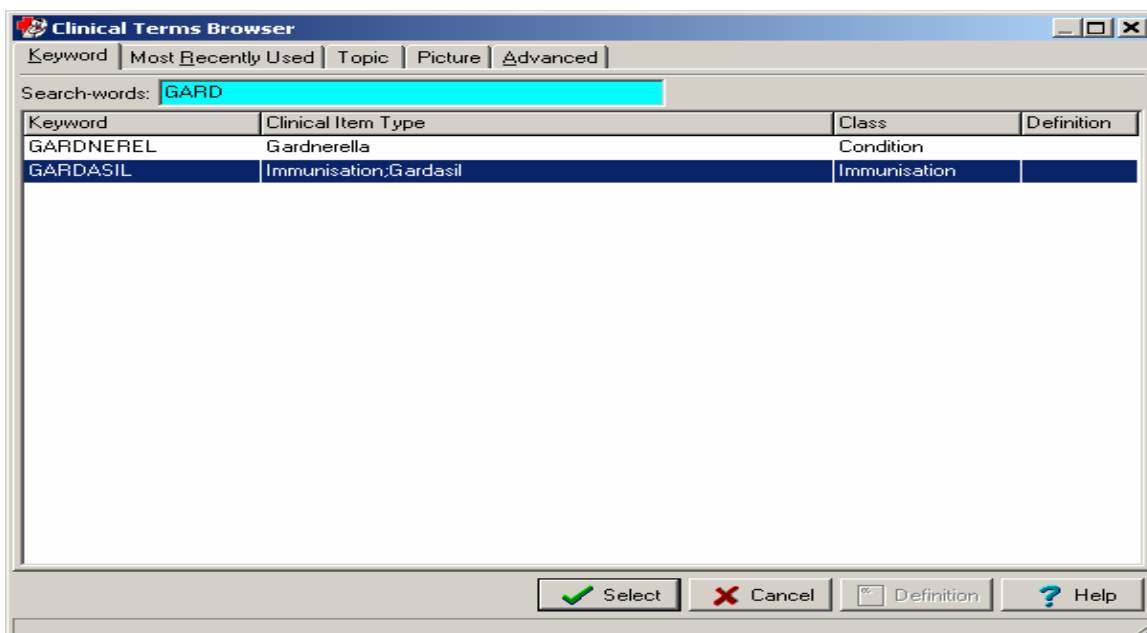 Clinical Terms Browser
Keyword Most Recently Used Topic Picture Advanced
Search-words: GARD
Keyword Clinical Item Type Class Definition
GARDNEREL Gardnerella Condition
GARDASIL Immunisation;Gardasil Immunisation
Select Cancel Definition Help